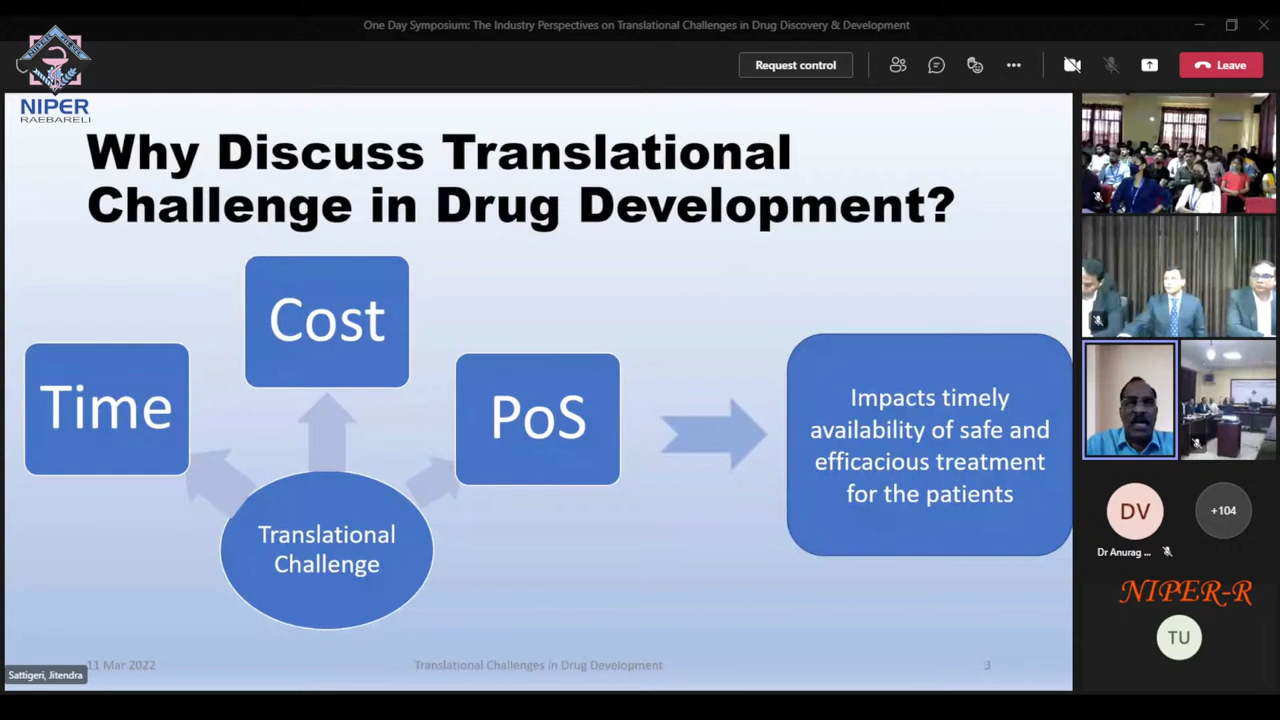 One Day Symposium: The Industry Perspectives on Translational Challenges in Drug Discovery & Development
Request control
Leave
NIPER
RAEBARELI
Why Discuss Translational
Challenge in Drug Development?
Cost
Time
PoS
Impacts timely
availability of safe and
efficacious treatment
for the patients
Translational
Challenge
DV
+104
Dr Anurag ...
NIPER-R
TU
11 Mar 2022
Translational Challenges in Drug Development
3
Sattigeri, Jitendra